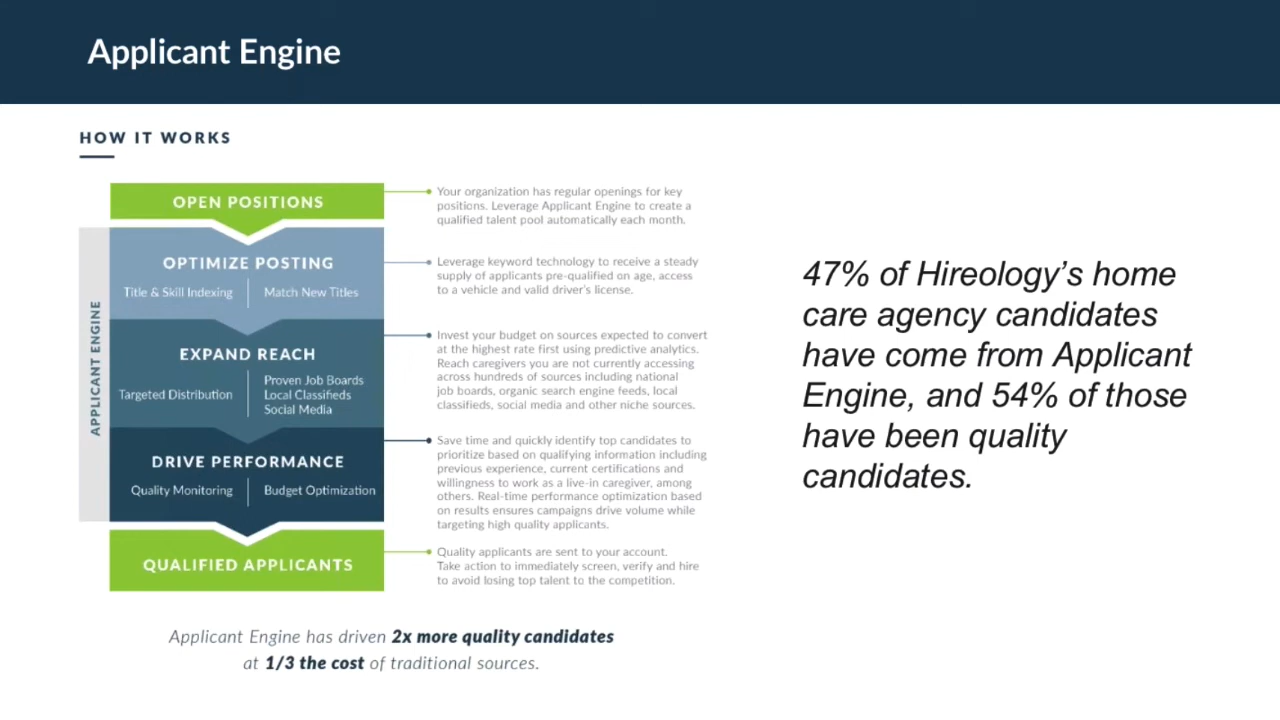 Applicant Engine
HOW IT WORKS
OPEN POSITIONS
Your organization has regular openings for key
positions. Leverage Applicant Engine to create a
qualified talent pool automatically each month.
APPLICANT ENGINE
OPTIMIZE POSTING
Title & Skill Indexing
Match New Titles
Leverage keyword technology to receive a steady
supply of applicants pre-qualified on age, access
to a vehicle and valid driver's license.
EXPAND REACH
Targeted Distribution
Proven Job Boards
Local Classifieds
Social Media
Invest your budget on sources expected to convert
at the highest rate first using predictive analytics.
Reach caregivers you are not currently accessing
across hundreds of sources including national
job boards, organic search engine feeds, local
classifieds, social media and other niche sources.
DRIVE PERFORMANCE
Quality Monitoring
Budget Optimization
Save time and quickly identify top candidates to
prioritize based on qualifying information including
previous experience, current certifications and
willingness to work as a live-in caregiver, among
others. Real-time performance optimization based
on results ensures campaigns drive volume while
targeting high quality applicants.
QUALIFIED APPLICANTS
Quality applicants are sent to your account.
Take action to immediately screen, verify and hire
to avoid losing top talent to the competition.
Applicant Engine has driven 2x more quality candidates
at 1/3 the cost of traditional sources.
47% of Hireology's home
care agency candidates
have come from Applicant
Engine, and 54% of those
have been quality
candidates.